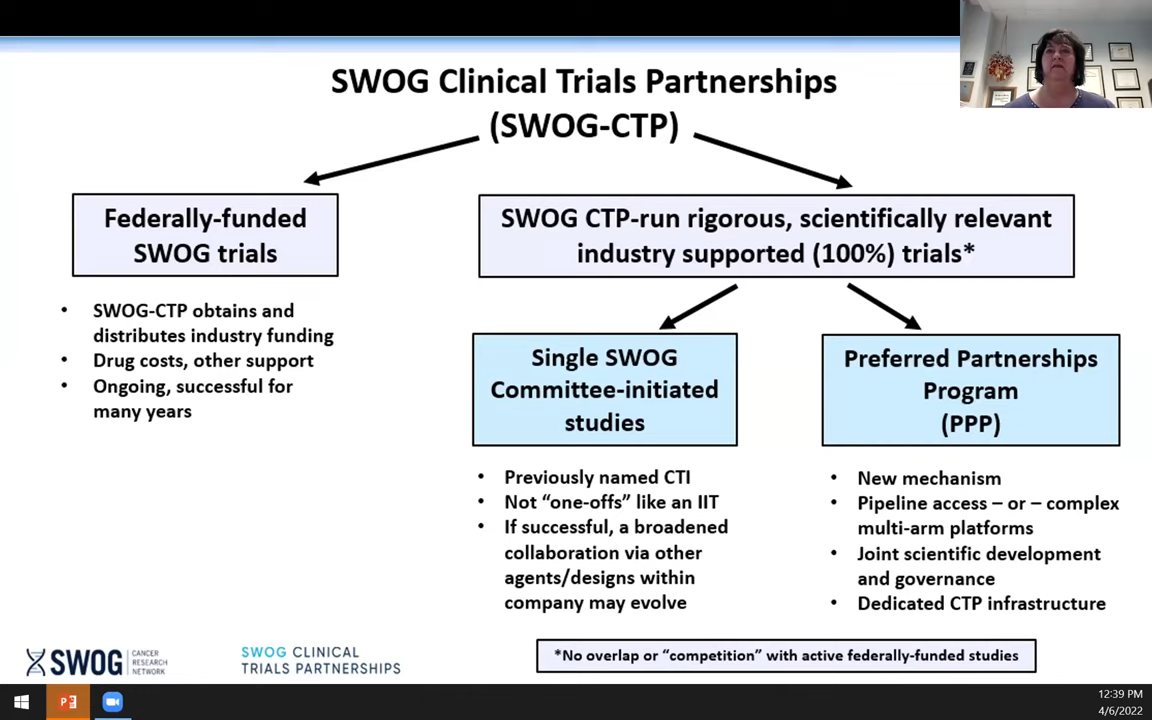 SWOG Clinical Trials Partnerships
(SWOG-CTP)
Federally-funded
SWOG trials
• SWOG-CTP obtains and
distributes industry funding
• Drug costs, other support
• Ongoing, successful for
many years
SWOG CTP-run rigorous, scientifically relevant
industry supported (100%) trials*
Single SWOG
Committee-initiated
studies
• Previously named CTI
• Not “one-offs” like an IIT
• If successful, a broadened
collaboration via other
agents/designs within
company may evolve
Preferred Partnerships
Program
(PPP)
• New mechanism
• Pipeline access – or – complex
multi-arm platforms
• Joint scientific development
and governance
• Dedicated CTP infrastructure
*No overlap or “competition” with active federally-funded studies
SWOG
CANCER
RESEARCH
NETWORK
SWOG CLINICAL
TRIALS PARTNERSHIPS
12:39 PM
4/6/2022